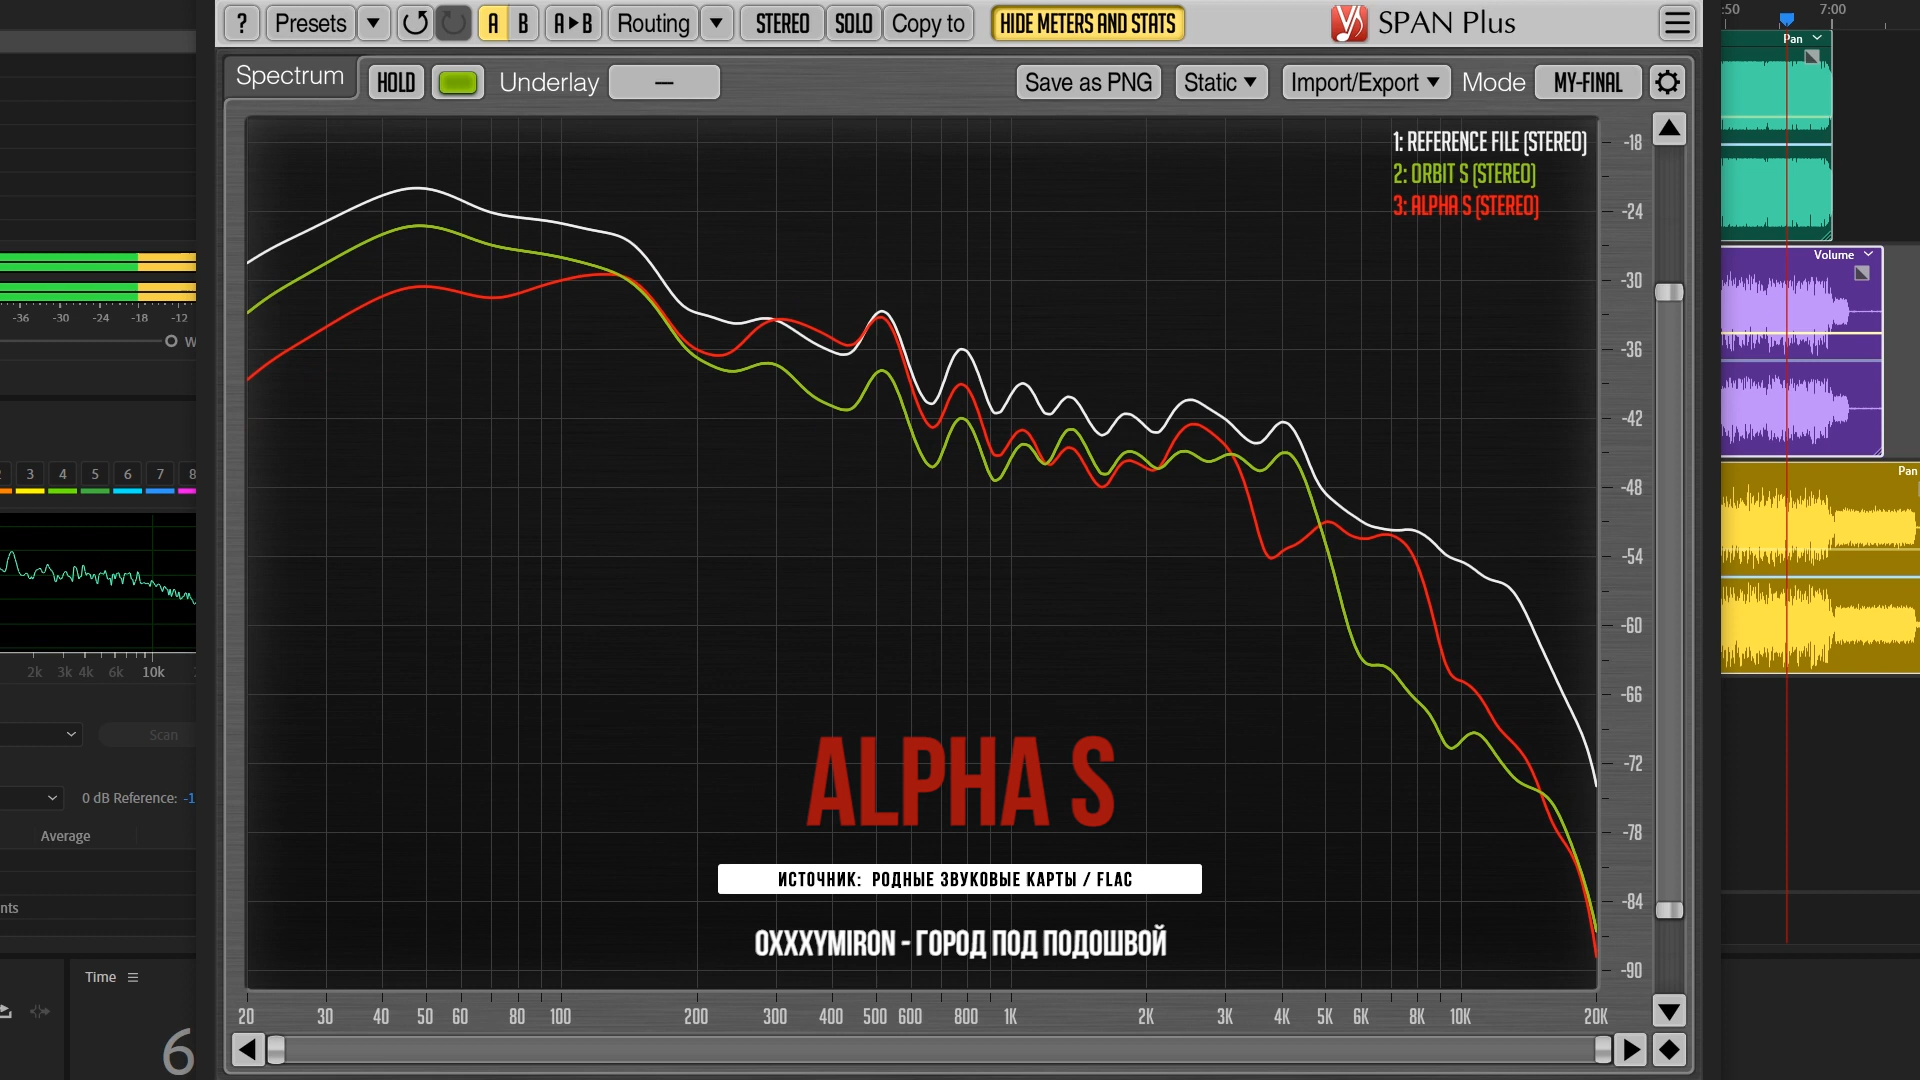 ? Presets A B A▶B Routing STEREO SOLO Copy to HIDE METERS AND STATS SPAN Plus
:50 7:00
Pan
Spectrum HOLD Underlay — Save as PNG Static Import/Export Mode MY-FINAL
1: REFERENCE FILE (STEREO)
2: ORBIT S (STEREO)
3: ALPHA S (STEREO)
-18
-24
-30
-36
-42
-48
-54
-60
-66
-72
-78
-84
-90
Volume
Pan
-36 -30 -24 -18 -12
W
3 4 5 6 7 8
2k 3k 4k 6k 10k
Scan
0 dB Reference: -1
Average
nts
Time
6
ALPHA S
ИСТОЧНИК: РОДНЫЕ ЗВУКОВЫЕ КАРТЫ / FLAC
OXXXYMIRON - ГОРОД ПОД ПОДОШВОЙ
20 30 40 50 60 80 100 200 300 400 500 600 800 1K 2K 3K 4K 5K 6K 8K 10K 20K